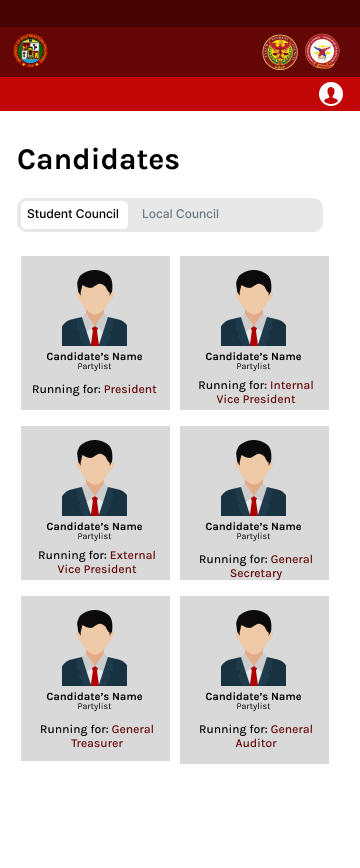 Candidates
Student Council
Local Council
Candidate's Name
Partylist
Running for: President
Candidate's Name
Partylist
Running for: Internal
Vice President
Candidate's Name
Partylist
Running for: External
Vice President
Candidate's Name
Partylist
Running for: General
Secretary
Candidate's Name
Partylist
Running for: General
Treasurer
Candidate's Name
Partylist
Running for: General
Auditor